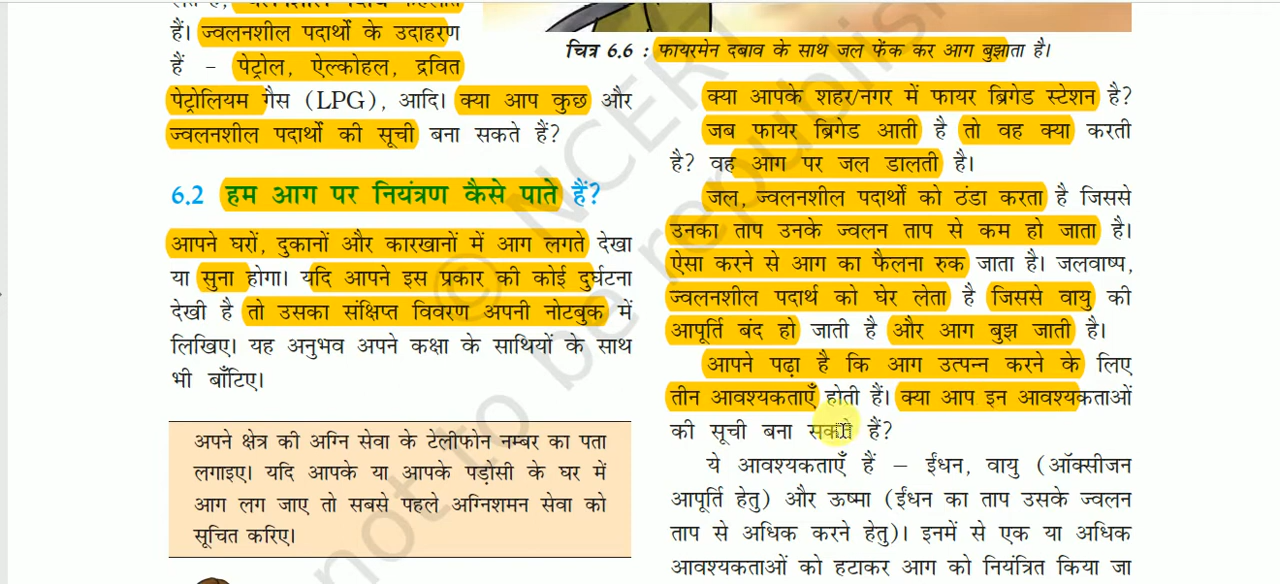 हैं। ज्वलनशील पदार्थों के उदाहरण
हैं – पेट्रोल, ऐल्कोहल, द्रवित
पेट्रोलियम गैस (LPG), आदि। क्या आप कुछ और
ज्वलनशील पदार्थों की सूची बना सकते हैं?
6.2 हम आग पर नियंत्रण कैसे पाते हैं?
आपने घरों, दुकानों और कारखानों में आग लगते देखा
या सुना होगा। यदि आपने इस प्रकार की कोई दुर्घटना
देखी है तो उसका संक्षिप्त विवरण अपनी नोटबुक में
लिखिए। यह अनुभव अपने कक्षा के साथियों के साथ
भी बाँटिए।
अपने क्षेत्र की अग्नि सेवा के टेलीफोन नम्बर का पता
लगाइए। यदि आपके या आपके पड़ोसी के घर में
आग लग जाए तो सबसे पहले अग्निशमन सेवा को
सूचित करिए।
चित्र 6.6 : फायरमेन दबाव के साथ जल फेंक कर आग बुझाता है।
क्या आपके शहर/नगर में फायर ब्रिगेड स्टेशन है?
जब फायर ब्रिगेड आती है तो वह क्या करती
है? वह आग पर जल डालती है।
जल, ज्वलनशील पदार्थों को ठंडा करता है जिससे
उनका ताप उनके ज्वलन ताप से कम हो जाता है।
ऐसा करने से आग का फैलना रुक जाता है। जलवाष्प,
ज्वलनशील पदार्थ को घेर लेता है जिससे वायु की
आपूर्ति बंद हो जाती है और आग बुझ जाती है।
आपने पढ़ा है कि आग उत्पन्न करने के लिए
तीन आवश्यकताएँ होती हैं। क्या आप इन आवश्यकताओं
की सूची बना सकते हैं?
ये आवश्यकताएँ हैं – ईंधन, वायु (ऑक्सीजन
आपूर्ति हेतु) और ऊष्मा (ईंधन का ताप उसके ज्वलन
ताप से अधिक करने हेतु)। इनमें से एक या अधिक
आवश्यकताओं को हटाकर आग को नियंत्रित किया जा
© NCERT
not to be republish